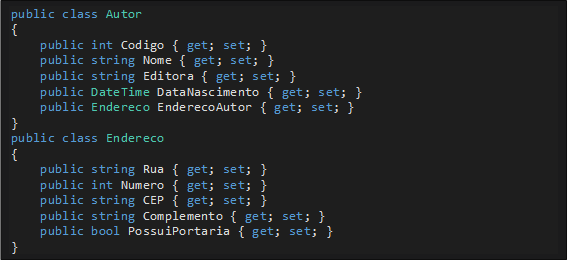 public class Autor
{
    public int Codigo { get; set; }
    public string Nome { get; set; }
    public string Editora { get; set; }
    public DateTime DataNascimento { get; set; }
    public Endereco EnderecoAutor { get; set; }
}
public class Endereco
{
    public string Rua { get; set; }
    public int Numero { get; set; }
    public string CEP { get; set; }
    public string Complemento { get; set; }
    public bool PossuiPortaria { get; set; }
}